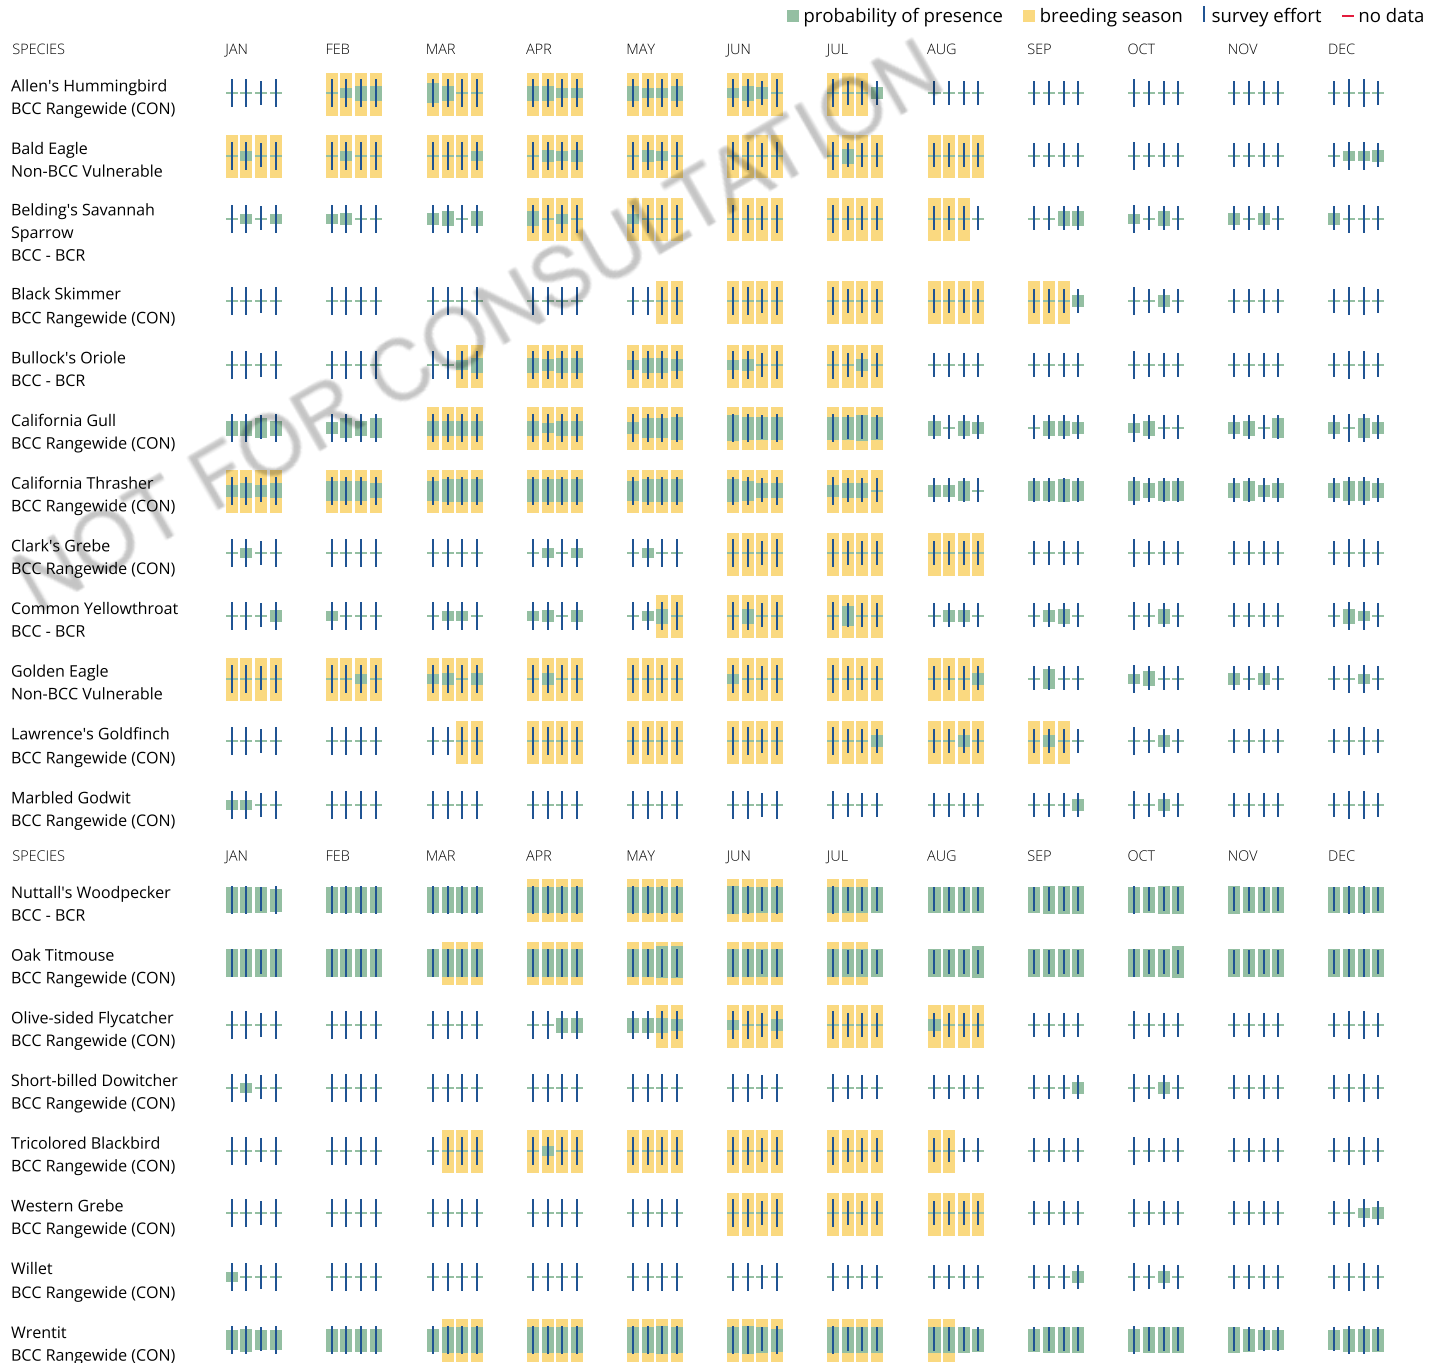 probability of presence breeding season survey effort no data
SPECIES JAN FEB MAR APR MAY JUN JUL AUG SEP OCT NOV DEC
Allen's Hummingbird
BCC Rangewide (CON)
Bald Eagle
Non-BCC Vulnerable
Belding's Savannah
Sparrow
BCC - BCR
Black Skimmer
BCC Rangewide (CON)
Bullock's Oriole
BCC - BCR
California Gull
BCC Rangewide (CON)
California Thrasher
BCC Rangewide (CON)
Clark's Grebe
BCC Rangewide (CON)
Common Yellowthroat
BCC - BCR
Golden Eagle
Non-BCC Vulnerable
Lawrence's Goldfinch
BCC Rangewide (CON)
Marbled Godwit
BCC Rangewide (CON)
SPECIES JAN FEB MAR APR MAY JUN JUL AUG SEP OCT NOV DEC
Nuttall's Woodpecker
BCC - BCR
Oak Titmouse
BCC Rangewide (CON)
Olive-sided Flycatcher
BCC Rangewide (CON)
Short-billed Dowitcher
BCC Rangewide (CON)
Tricolored Blackbird
BCC Rangewide (CON)
Western Grebe
BCC Rangewide (CON)
Willet
BCC Rangewide (CON)
Wrentit
BCC Rangewide (CON)
NOT FOR CONSULTATION